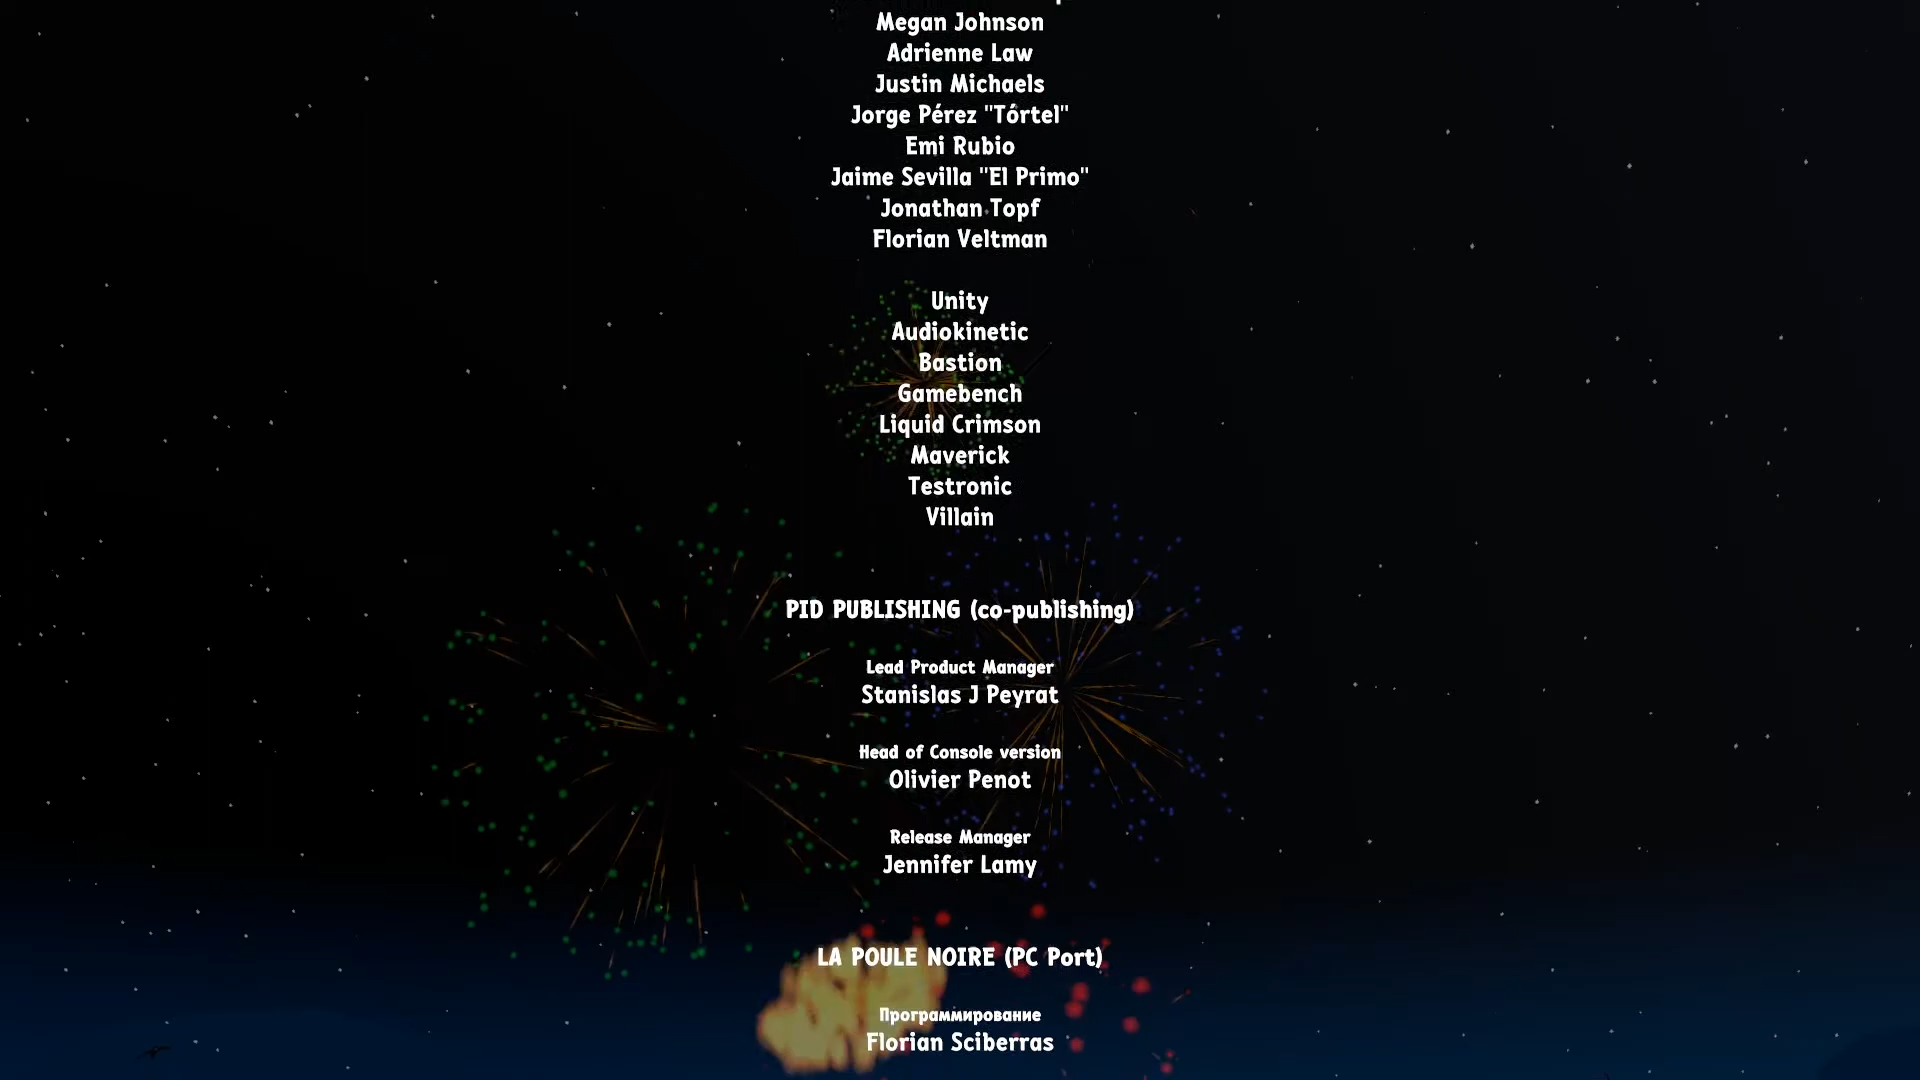 Megan Johnson
Adrienne Law
Justin Michaels
Jorge Pérez "Tórtel"
Emi Rubio
Jaime Sevilla "El Primo"
Jonathan Topf
Florian Veltman
Unity
Audiokinetic
Bastion
Gamebench
Liquid Crimson
Maverick
Testronic
Villain
PID PUBLISHING (co-publishing)
Lead Product Manager
Stanislas J Peyrat
Head of Console version
Olivier Penot
Release Manager
Jennifer Lamy
LA POULE NOIRE (PC Port)
Программирование
Florian Sciberras